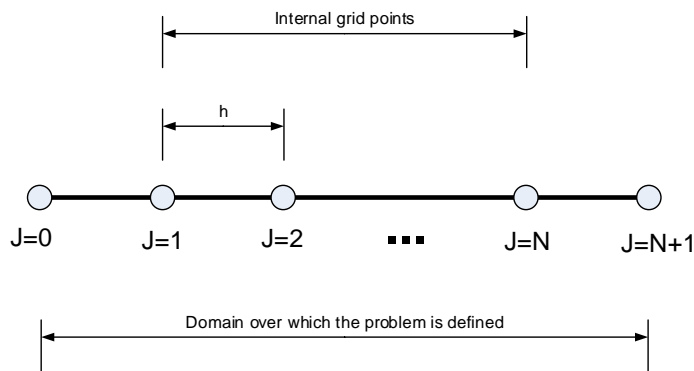 Internal grid points
h
J=0 J=1 J=2 ... J=N J=N+1
Domain over which the problem is defined